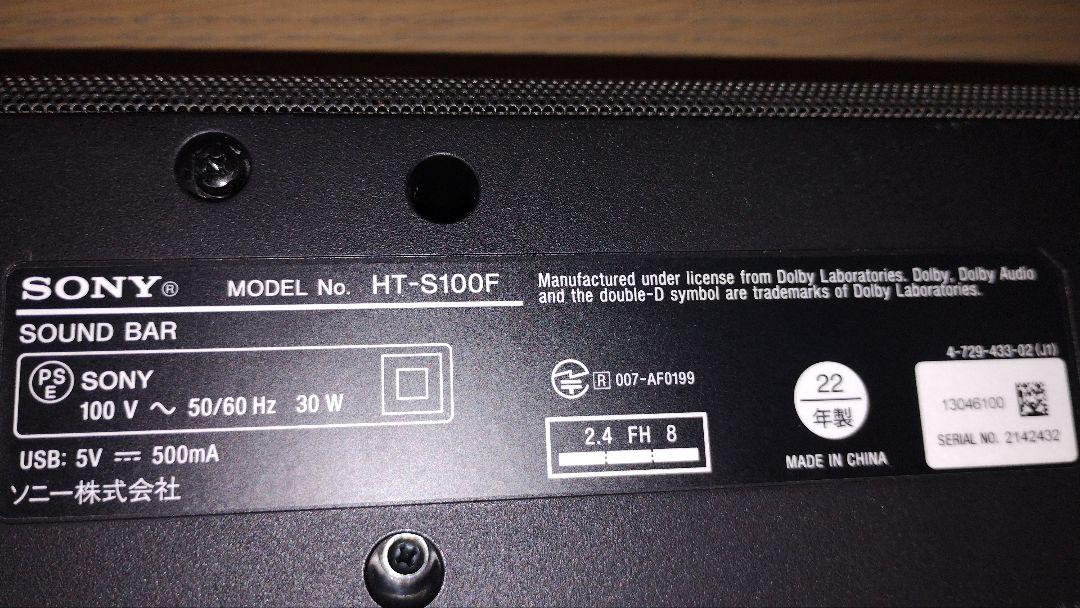 SONY® MODEL No. HT-S100F
SOUND BAR
PSE SONY
100 V ～ 50/60 Hz 30 W
USB: 5V ⎓ 500mA
ソニー株式会社
Manufactured under license from Dolby Laboratories. Dolby, Dolby Audio
and the double-D symbol are trademarks of Dolby Laboratories.
R 007-AF0199
2.4 FH 8
22
年製
MADE IN CHINA
4-729-433-02(J1)
13046100
SERIAL NO. 2142432